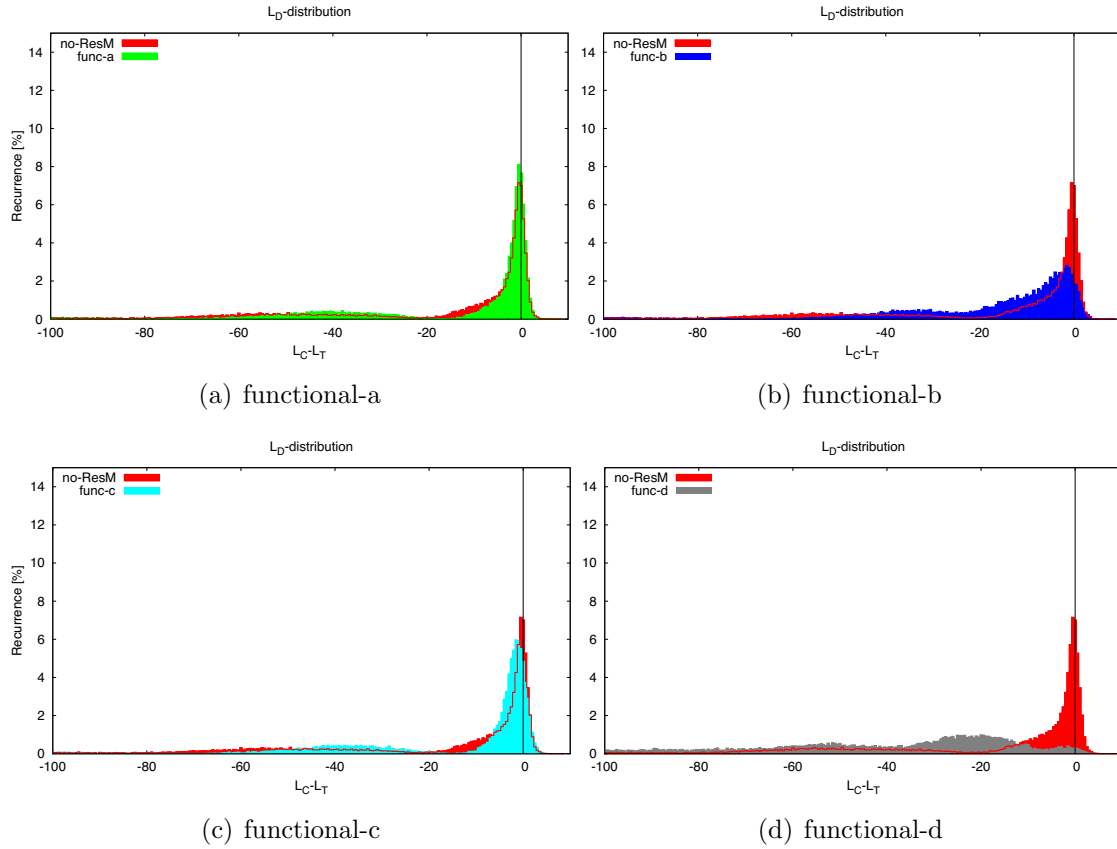 L_D-distribution
no-ResM
func-a
Recurrence [%]
14
12
10
8
6
4
2
0
-100 -80 -60 -40 -20 0
L_C-L_T
(a) functional-a
L_D-distribution
no-ResM
func-b
14
12
10
8
6
4
2
0
-100 -80 -60 -40 -20 0
L_C-L_T
(b) functional-b
L_D-distribution
no-ResM
func-c
Recurrence [%]
14
12
10
8
6
4
2
0
-100 -80 -60 -40 -20 0
L_C-L_T
(c) functional-c
L_D-distribution
no-ResM
func-d
14
12
10
8
6
4
2
0
-100 -80 -60 -40 -20 0
L_C-L_T
(d) functional-d